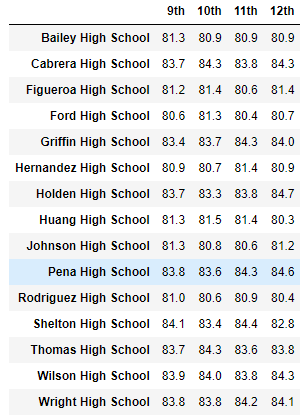 9th 10th 11th 12th
Bailey High School 81.3 80.9 80.9 80.9
Cabrera High School 83.7 84.3 83.8 84.3
Figueroa High School 81.2 81.4 80.6 81.4
Ford High School 80.6 81.3 80.4 80.7
Griffin High School 83.4 83.7 84.3 84.0
Hernandez High School 80.9 80.7 81.4 80.9
Holden High School 83.7 83.3 83.8 84.7
Huang High School 81.3 81.5 81.4 80.3
Johnson High School 81.3 80.8 80.6 81.2
Pena High School 83.8 83.6 84.3 84.6
Rodriguez High School 81.0 80.6 80.9 80.4
Shelton High School 84.1 83.4 84.4 82.8
Thomas High School 83.7 84.3 83.6 83.8
Wilson High School 83.9 84.0 83.8 84.3
Wright High School 83.8 83.8 84.2 84.1